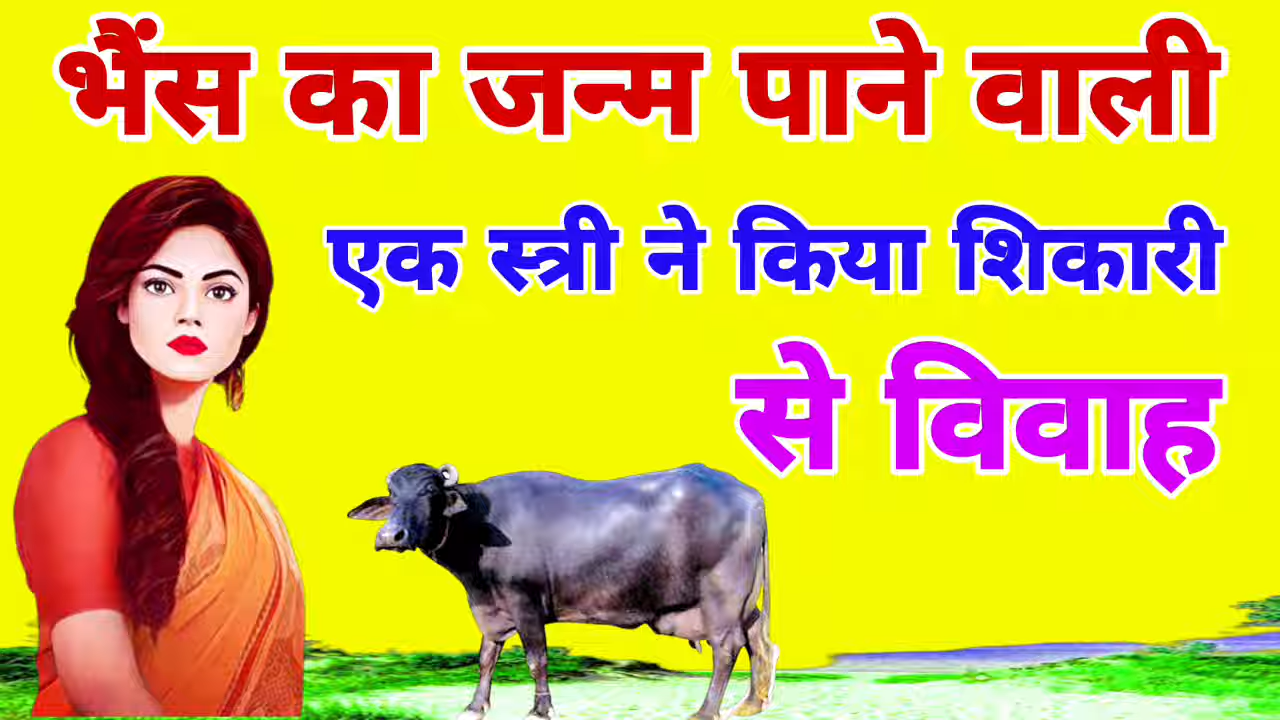 भैंस का जन्म पाने वाली
एक स्त्री ने किया शिकारी
से विवाह